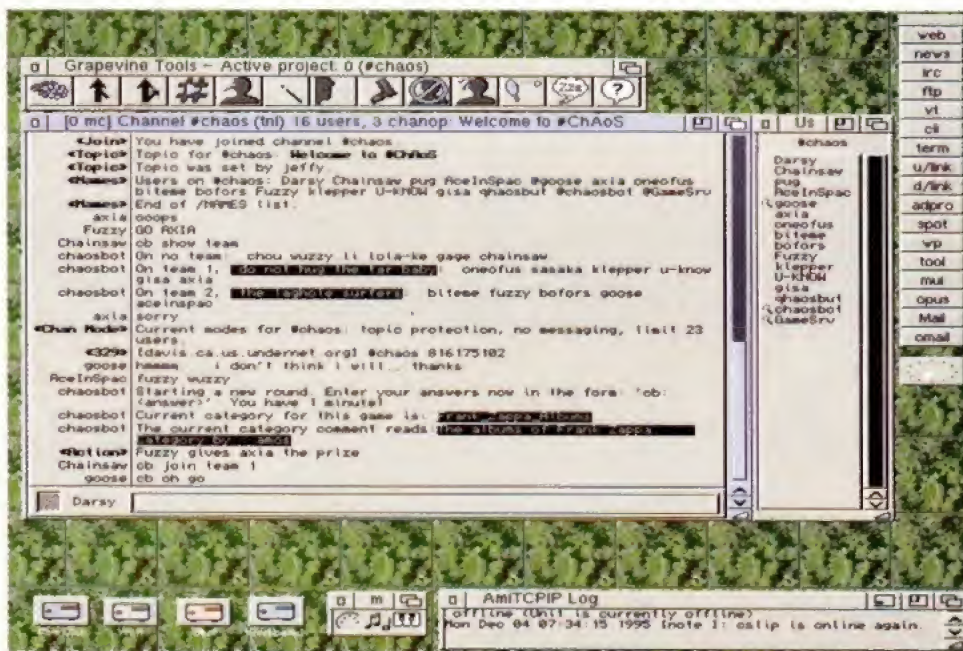 Grapevine Tools – Active project: 0 (#chaos)
Zzz
?
[0 mc] Channel #chaos (tnl) 16 users, 3 chanop: Welcome to #ChAoS
<Join> You have joined channel #chaos
<Topic> Topic for #chaos: Welcome to #ChAoS
<Topic> Topic was set by jeffy
<Names> Users on #chaos: Darsy Chainsaw pug AceInSpac @goose axia oneofus
biteme bofors Fuzzy klepper U-KNOW gisa qhaosbut @chaosbot @GameSrv
<Names> End of /NAMES list.
axia ooops
Fuzzy GO AXIA
Chainsaw cb show team
chaosbot On no team: chou wuzzy li lola-ke gage chainsaw
chaosbot On team 1, do not hug the tar baby: oneofus sasaka klepper u-know
gisa axia
chaosbot On team 2, the surfers: biteme fuzzy bofors goose
aceinspac
axia sorry
<Chan Mode> Current modes for #chaos: topic protection, no messaging, limit 23
users.
<329> [davis.ca.us.undernet.org] #chaos 816175102
goose hmmmm i don't think i will... thanks
AceInSpac fuzzy wuzzy
chaosbot Starting a new round. Enter your answers now in the form: 'cb:
<answer>' You have 1 minute!
chaosbot Current category for this game is: Frank Zappa Albums
chaosbot The current category comment reads: the albums of Frank Zappa
category by amos
<Action> Fuzzy gives axia the prize
Chainsaw cb join team 1
goose cb oh go
Darsy
Us
#chaos
Darsy
Chainsaw
pug
AceInSpac
goose
axia
oneofus
biteme
bofors
Fuzzy
klepper
U-KNOW
gisa
qhaosbut
chaosbot
GameSrv
web
news
irc
ftp
vt
cli
term
u/link
d/link
adpro
spot
wp
tool
mui
opus
Mail
omail
m
AmiTCPIP Log
offline (Unit is currently offline)
Mon Dec 04 07:34:15 1995 [note]: cslip is online again.